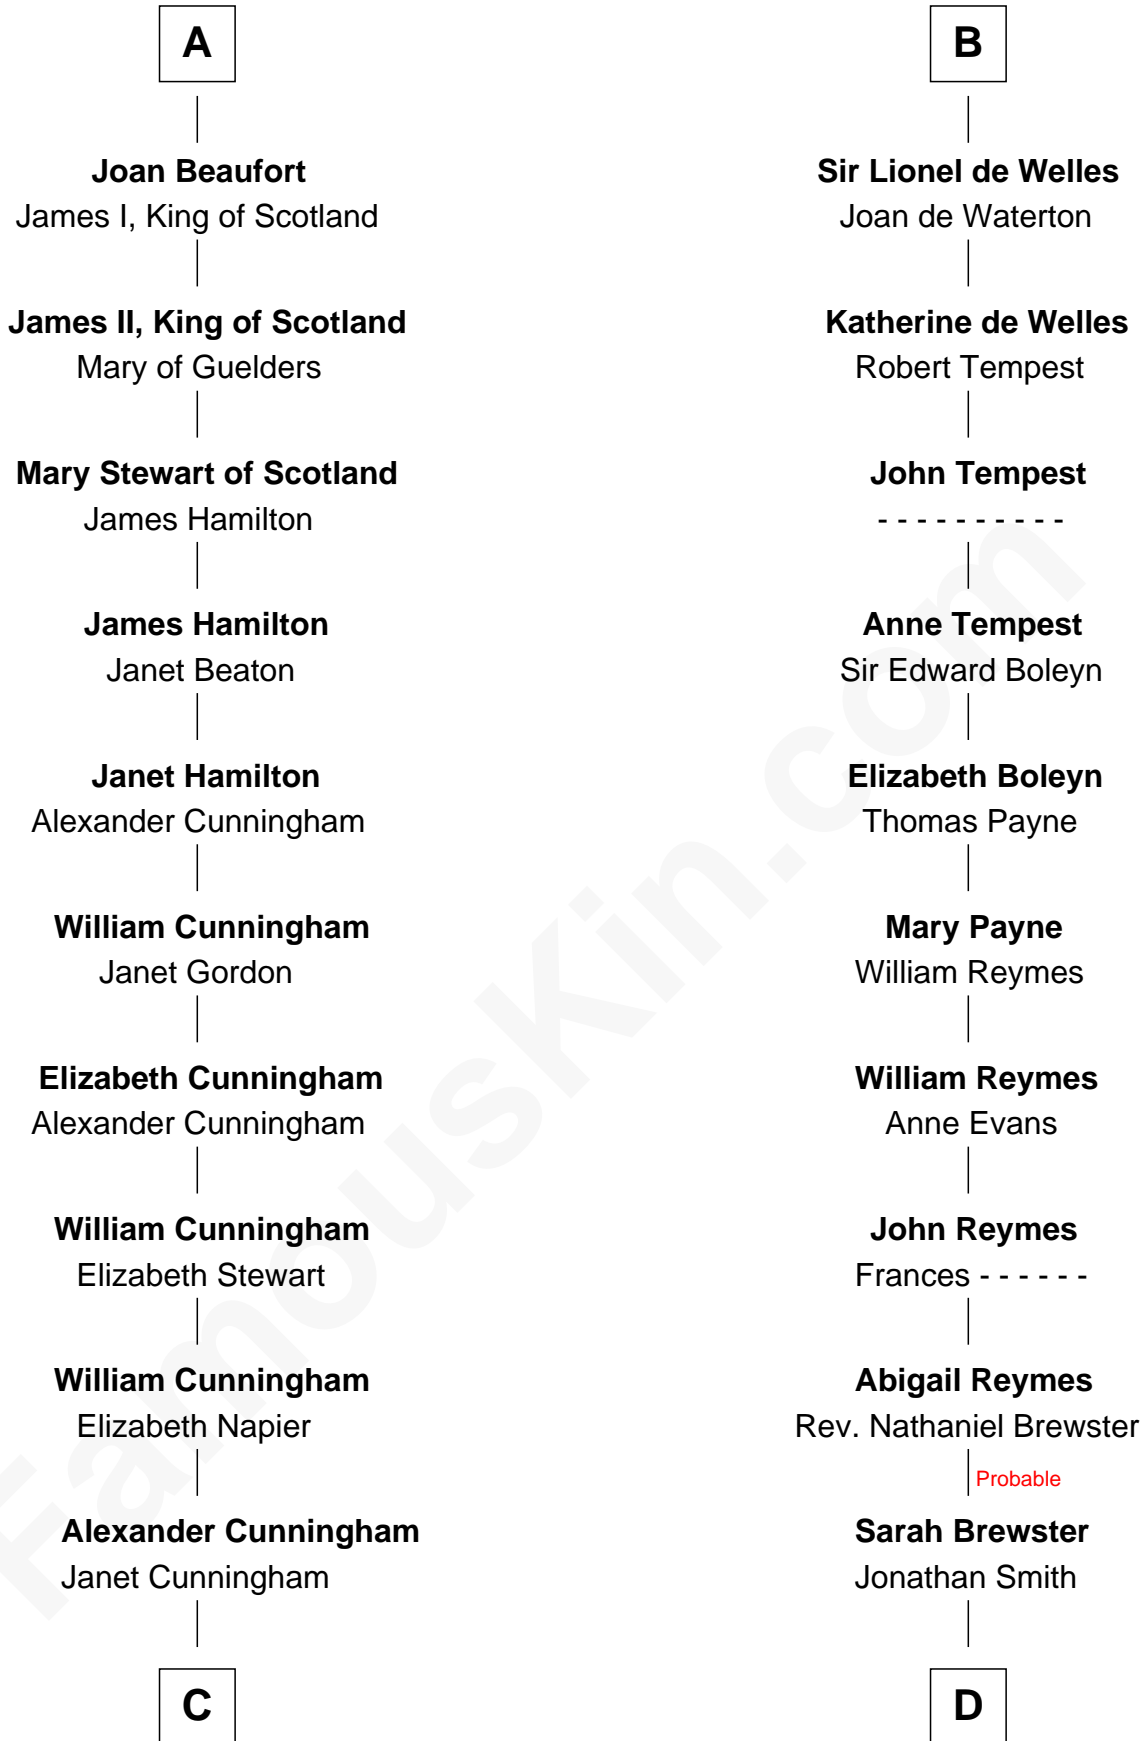 A
Joan Beaufort
James I, King of Scotland
James II, King of Scotland
Mary of Guelders
Mary Stewart of Scotland
James Hamilton
James Hamilton
Janet Beaton
Janet Hamilton
Alexander Cunningham
William Cunningham
Janet Gordon
Elizabeth Cunningham
Alexander Cunningham
William Cunningham
Elizabeth Stewart
William Cunningham
Elizabeth Napier
Alexander Cunningham
Janet Cunningham
C
B
Sir Lionel de Welles
Joan de Waterton
Katherine de Welles
Robert Tempest
John Tempest
- - - - - - - - - -
Anne Tempest
Sir Edward Boleyn
Elizabeth Boleyn
Thomas Payne
Mary Payne
William Reymes
William Reymes
Anne Evans
John Reymes
Frances - - - - - -
Abigail Reymes
Rev. Nathaniel Brewster
Probable
Sarah Brewster
Jonathan Smith
D
FamousKin.com